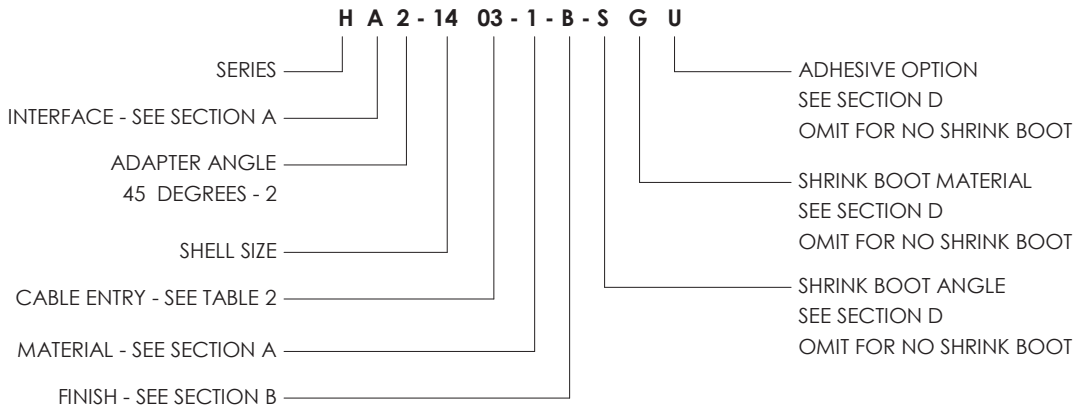 H A 2 - 14 03 - 1 - B - S G U
SERIES
INTERFACE - SEE SECTION A
ADAPTER ANGLE
45 DEGREES - 2
SHELL SIZE
CABLE ENTRY - SEE TABLE 2
MATERIAL - SEE SECTION A
FINISH - SEE SECTION B
ADHESIVE OPTION
SEE SECTION D
OMIT FOR NO SHRINK BOOT
SHRINK BOOT MATERIAL
SEE SECTION D
OMIT FOR NO SHRINK BOOT
SHRINK BOOT ANGLE
SEE SECTION D
OMIT FOR NO SHRINK BOOT